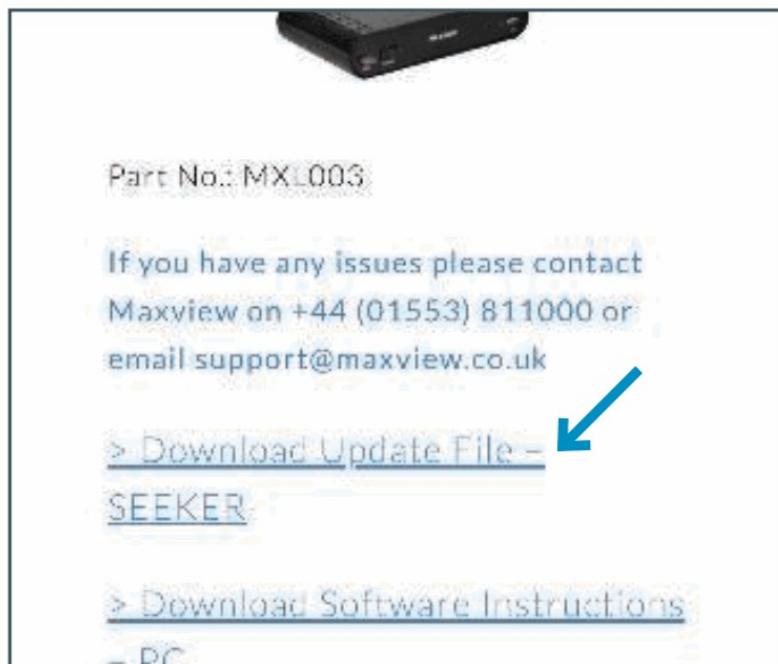 Part No.: MXL003
If you have any issues please contact
Maxview on +44 (01553) 811000 or
email support@maxview.co.uk
> Download Update File –
SEEKER
> Download Software Instructions
– PC